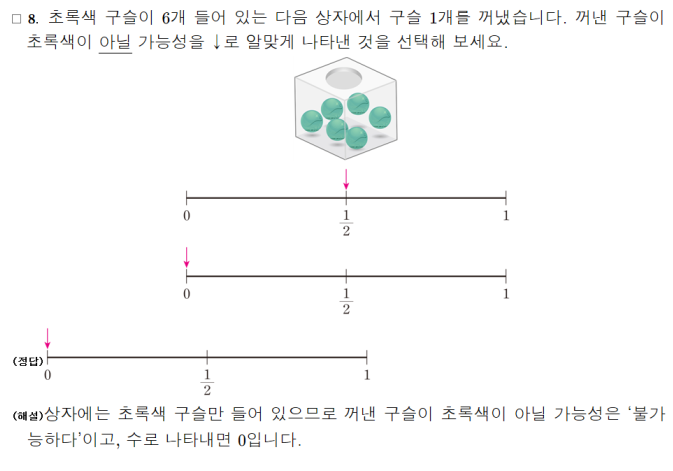 □ 8. 초록색 구슬이 6개 들어 있는 다음 상자에서 구슬 1개를 꺼냈습니다. 꺼낸 구슬이
초록색이 아닐 가능성을 ↓로 알맞게 나타낸 것을 선택해 보세요.
0 1/2 1
0 1/2 1
(정답)
0 1/2 1
(해설)상자에는 초록색 구슬만 들어 있으므로 꺼낸 구슬이 초록색이 아닐 가능성은 ‘불가
능하다’이고, 수로 나타내면 0입니다.